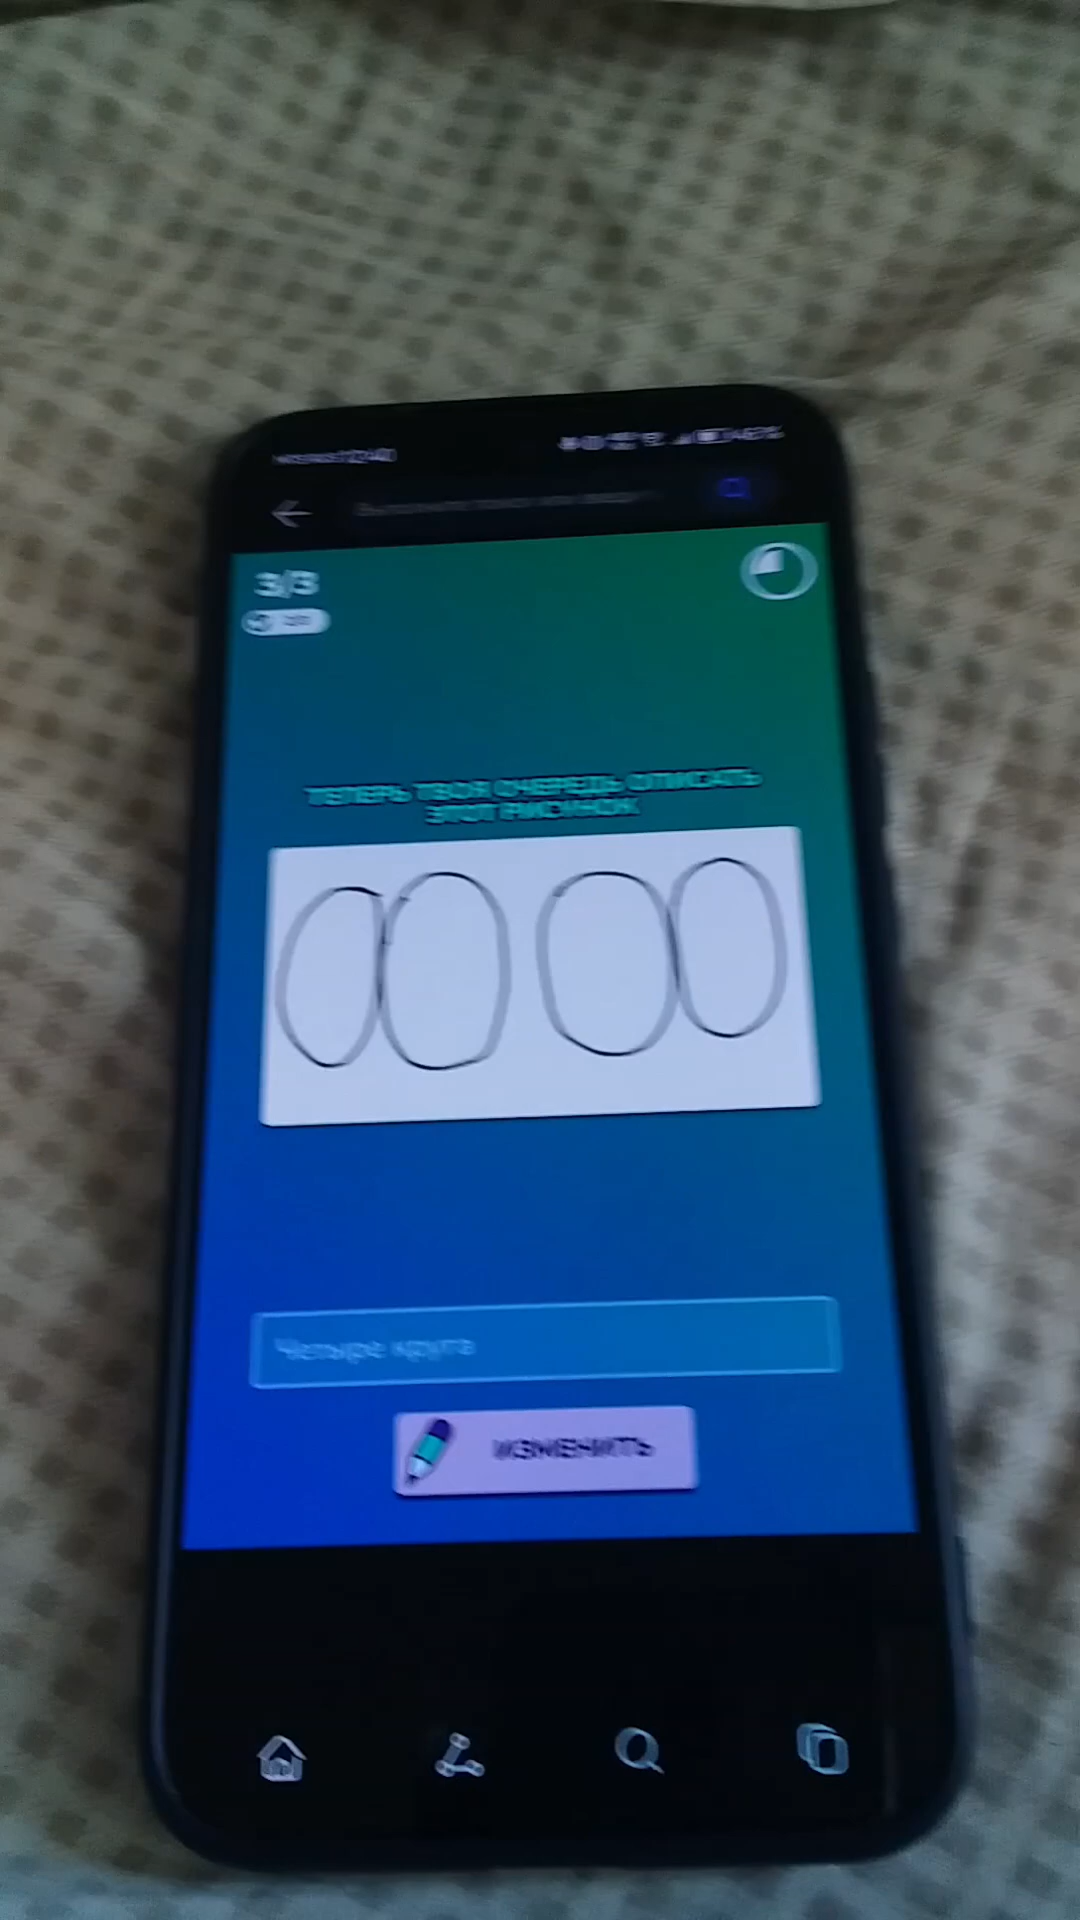 3/3
ТЕПЕРЬ ТВОЯ ОЧЕРЕДЬ ОПИСАТЬ
ЭТОТ РИСУНОК
Четыре круга
ИЗМЕНИТЬ